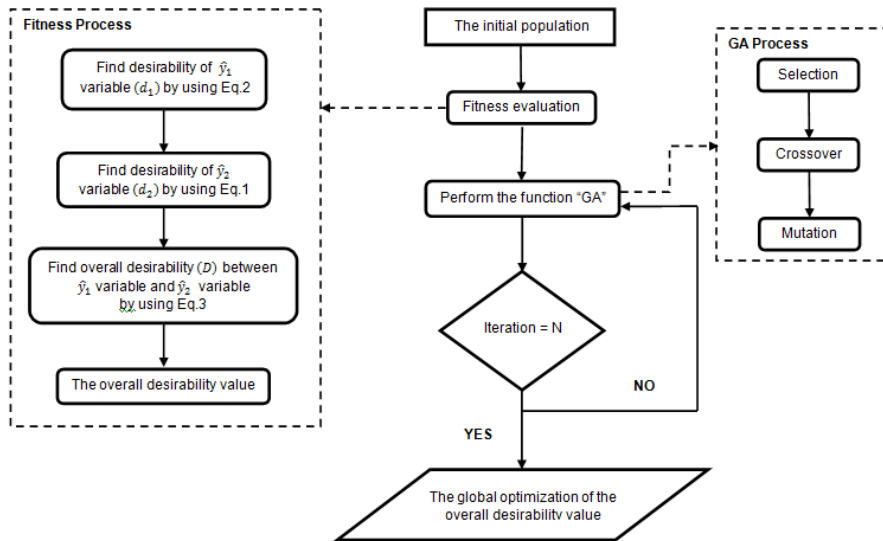 Fitness Process
Find desirability of ŷ₁
variable (d₁) by using Eq.2
Find desirability of ŷ₂
variable (d₂) by using Eq.1
Find overall desirability (D) between
ŷ₁ variable and ŷ₂ variable
by using Eq.3
The overall desirability value
The initial population
Fitness evaluation
Perform the function “GA”
Iteration = N
NO
YES
The global optimization of the
overall desirability value
GA Process
Selection
Crossover
Mutation